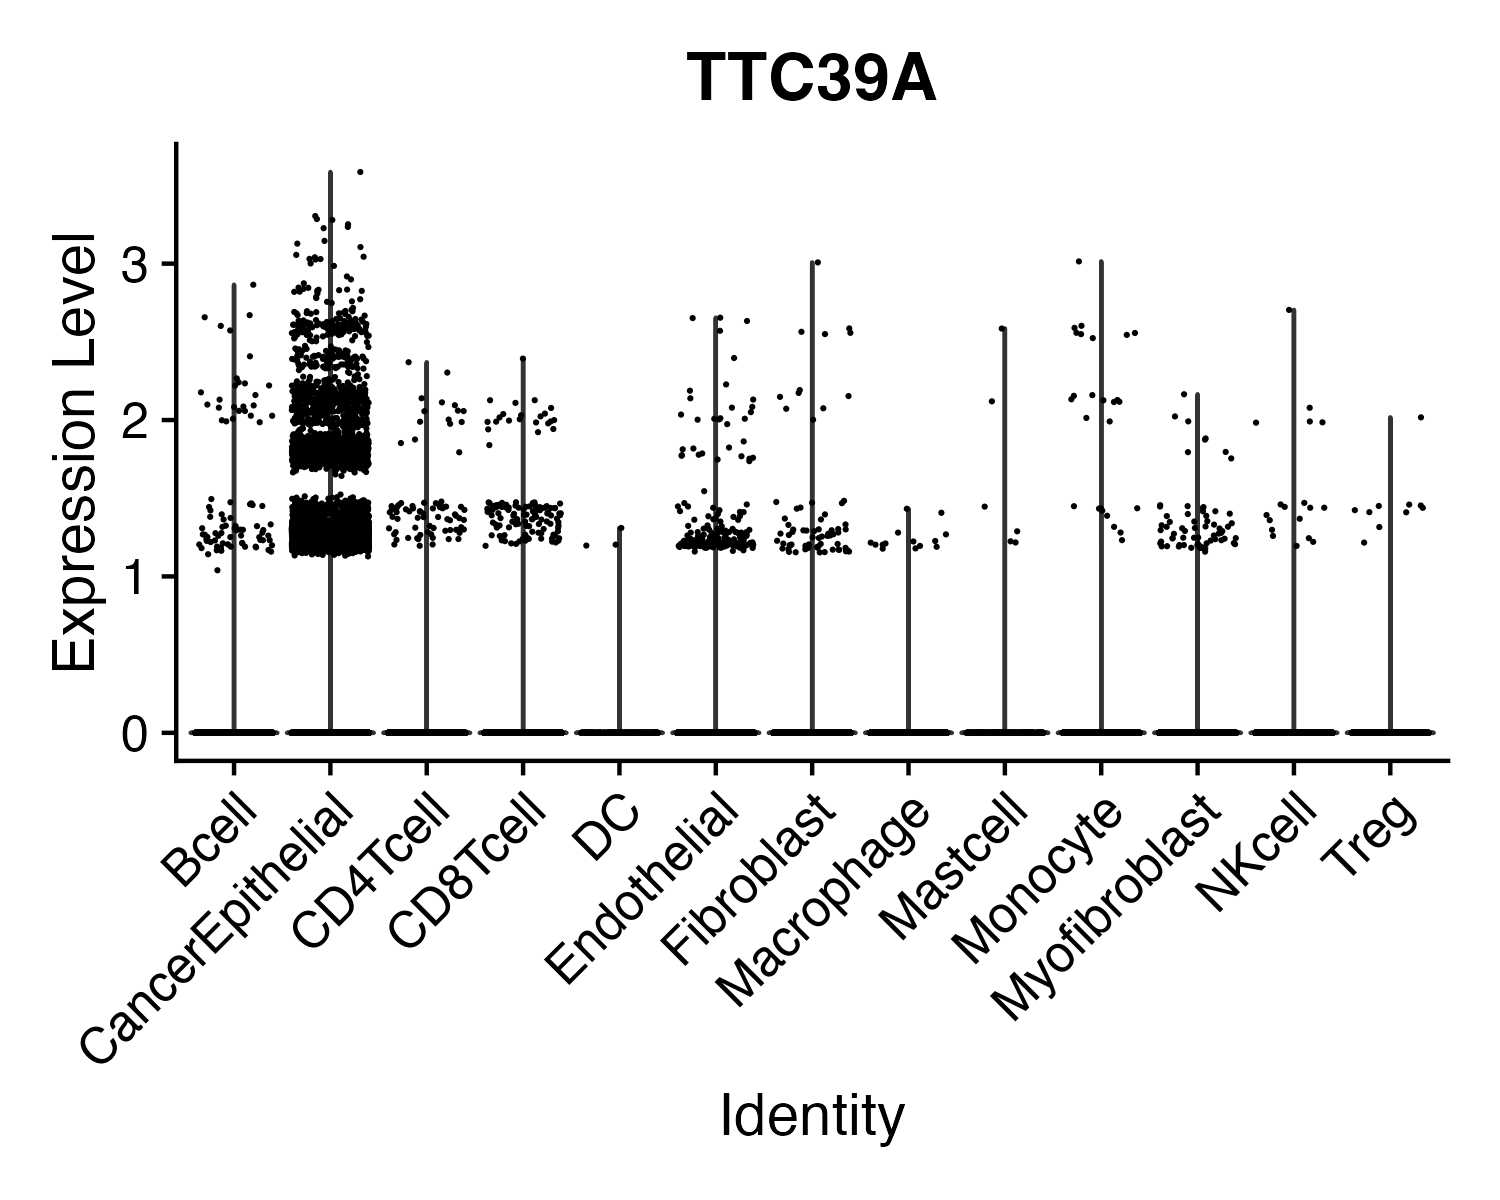 TTC39A
Expression Level
3
2
1
0
Bcell
CancerEpithelial
CD4Tcell
CD8Tcell
DC
Endothelial
Fibroblast
Macrophage
Mastcell
Monocyte
Myofibroblast
NKcell
Treg
Identity